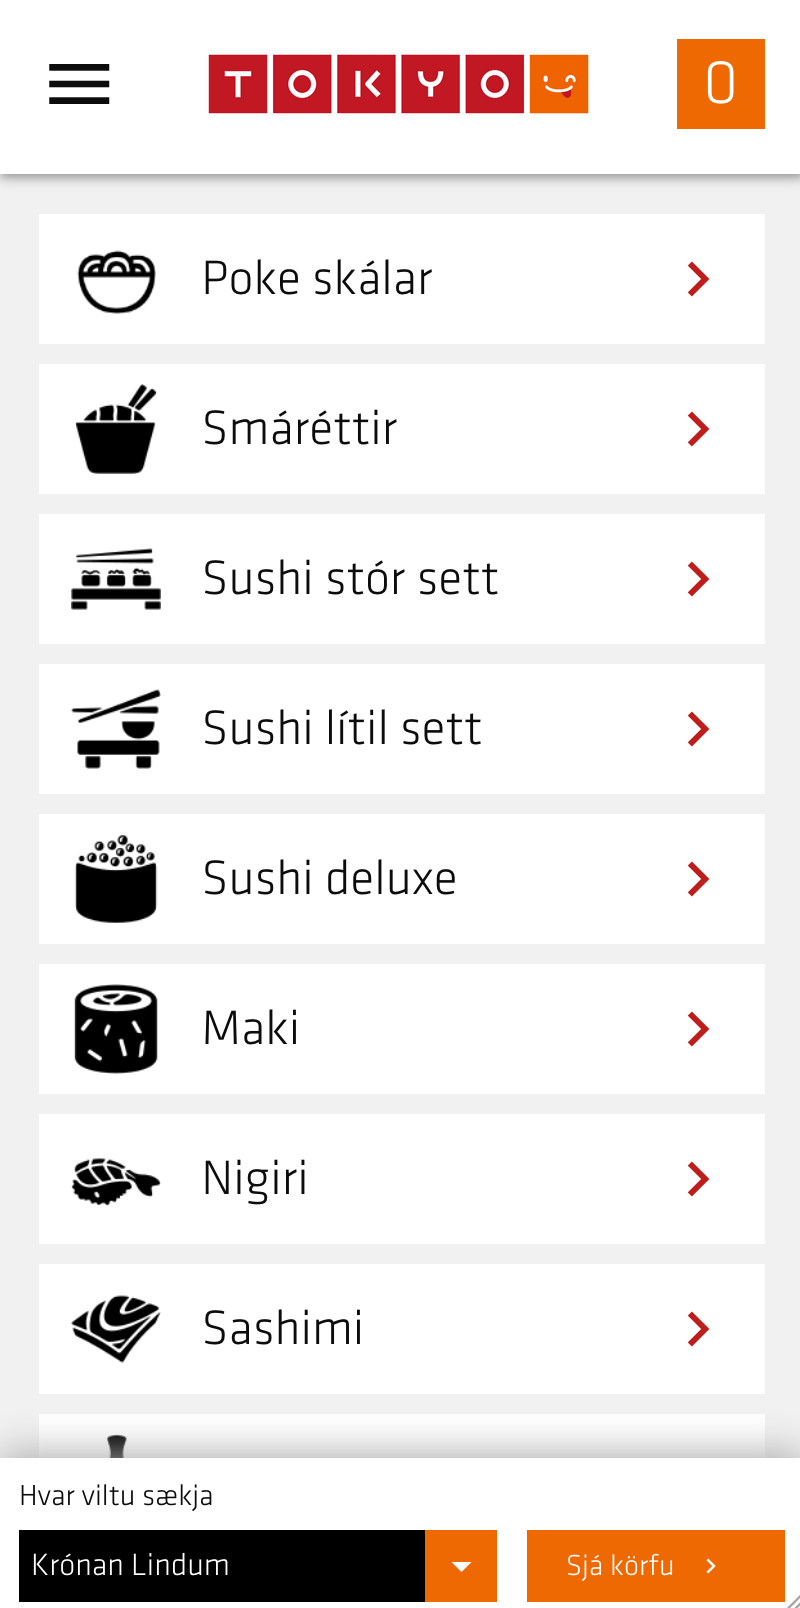 TOKYO
0
Poke skálar
Smáréttir
Sushi stór sett
Sushi lítil sett
Sushi deluxe
Maki
Nigiri
Sashimi
Hvar viltu sækja
Krónan Lindum
Sjá körfu